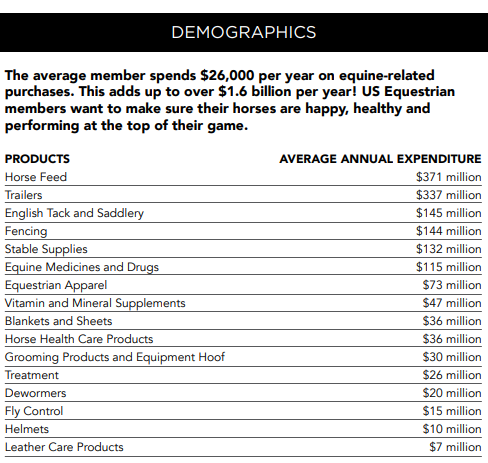 DEMOGRAPHICS
The average member spends $26,000 per year on equine-related
purchases. This adds up to over $1.6 billion per year! US Equestrian
members want to make sure their horses are happy, healthy and
performing at the top of their game.
PRODUCTS AVERAGE ANNUAL EXPENDITURE
Horse Feed $371 million
Trailers $337 million
English Tack and Saddlery $145 million
Fencing $144 million
Stable Supplies $132 million
Equine Medicines and Drugs $115 million
Equestrian Apparel $73 million
Vitamin and Mineral Supplements $47 million
Blankets and Sheets $36 million
Horse Health Care Products $36 million
Grooming Products and Equipment Hoof $30 million
Treatment $26 million
Dewormers $20 million
Fly Control $15 million
Helmets $10 million
Leather Care Products $7 million